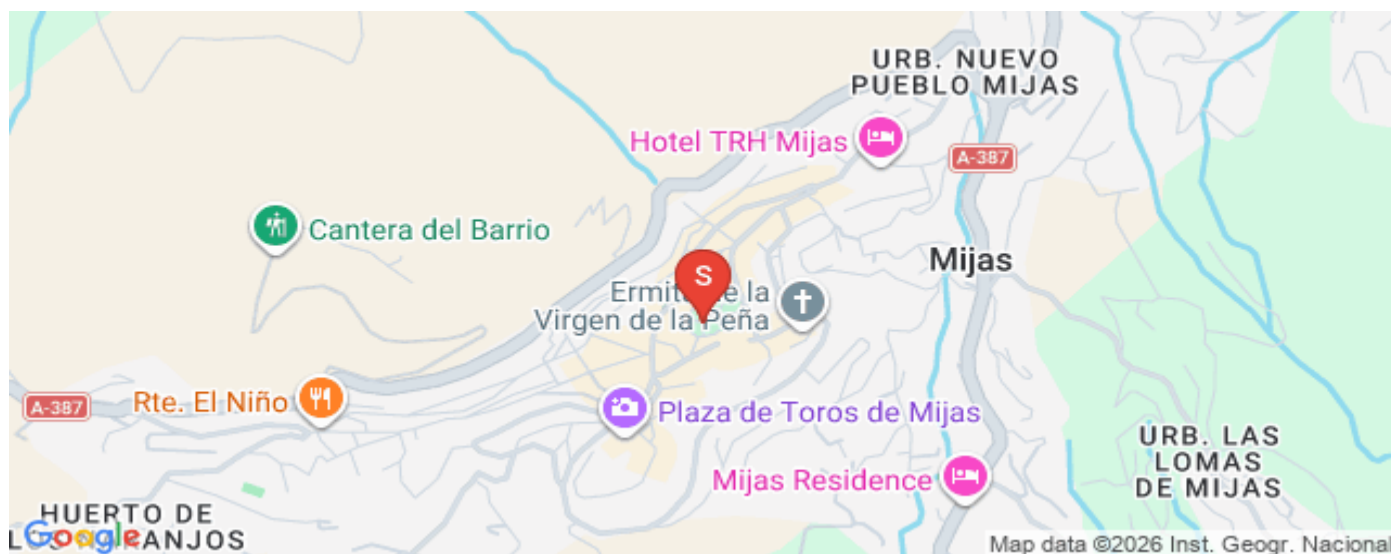 URB. NUEVO
PUEBLO MIJAS
Hotel TRH Mijas
A-387
Cantera del Barrio
Mijas
S
de la
Virgen de la Peña
A-387
Rte. El Niño
Plaza de Toros de Mijas
URB. LAS
LOMAS
DE MIJAS
Mijas Residence
HUERTO DE
Google
Map data ©2026 Inst. Geogr. Nacional